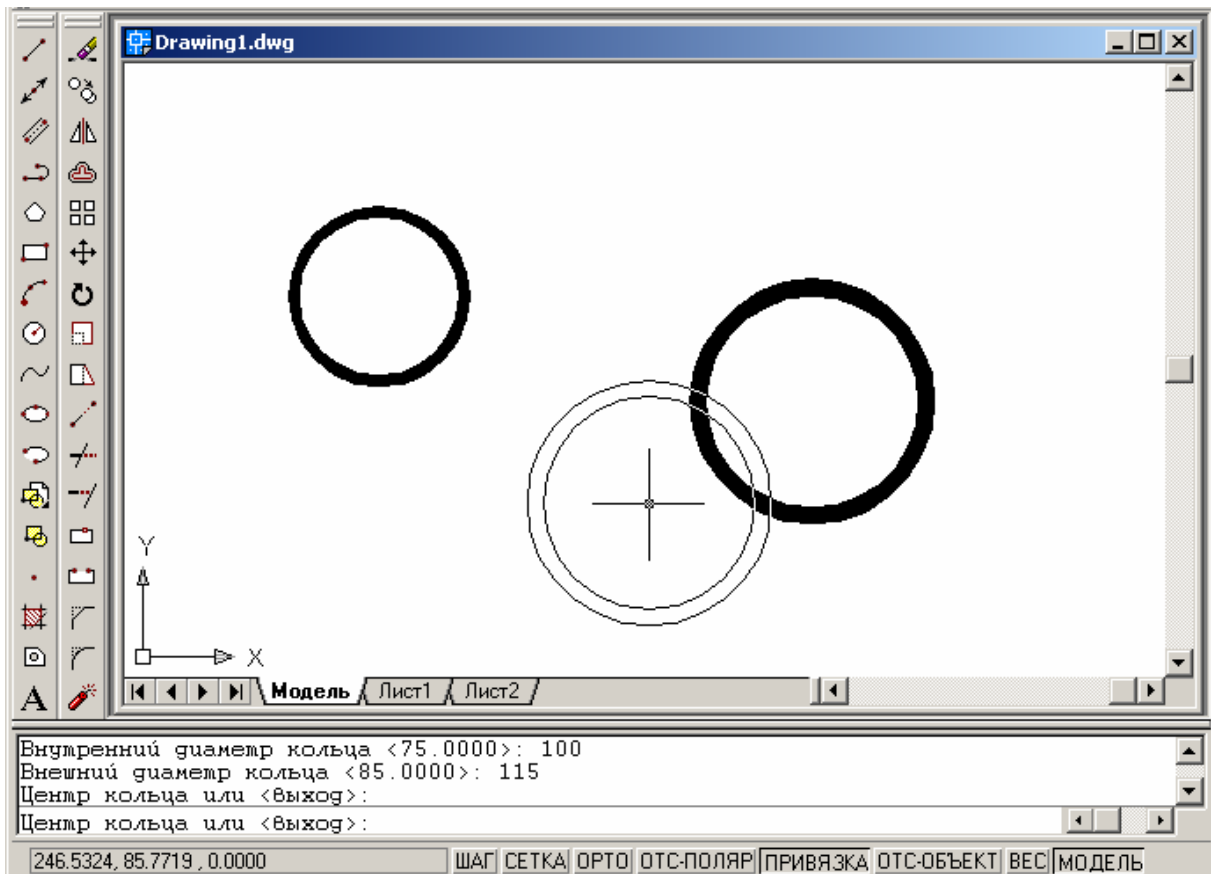 Drawing1.dwg
Y
X
Модель Лист1 Лист2
A
Внутренний диаметр кольца <75.0000>: 100
Внешний диаметр кольца <85.0000>: 115
Центр кольца или <выход>:
Центр кольца или <выход>:
246.5324, 85.7719 , 0.0000 ШАГ СЕТКА ОРТО ОТС-ПОЛЯР ПРИВЯЗКА ОТС-ОБЪЕКТ ВЕС МОДЕЛЬ